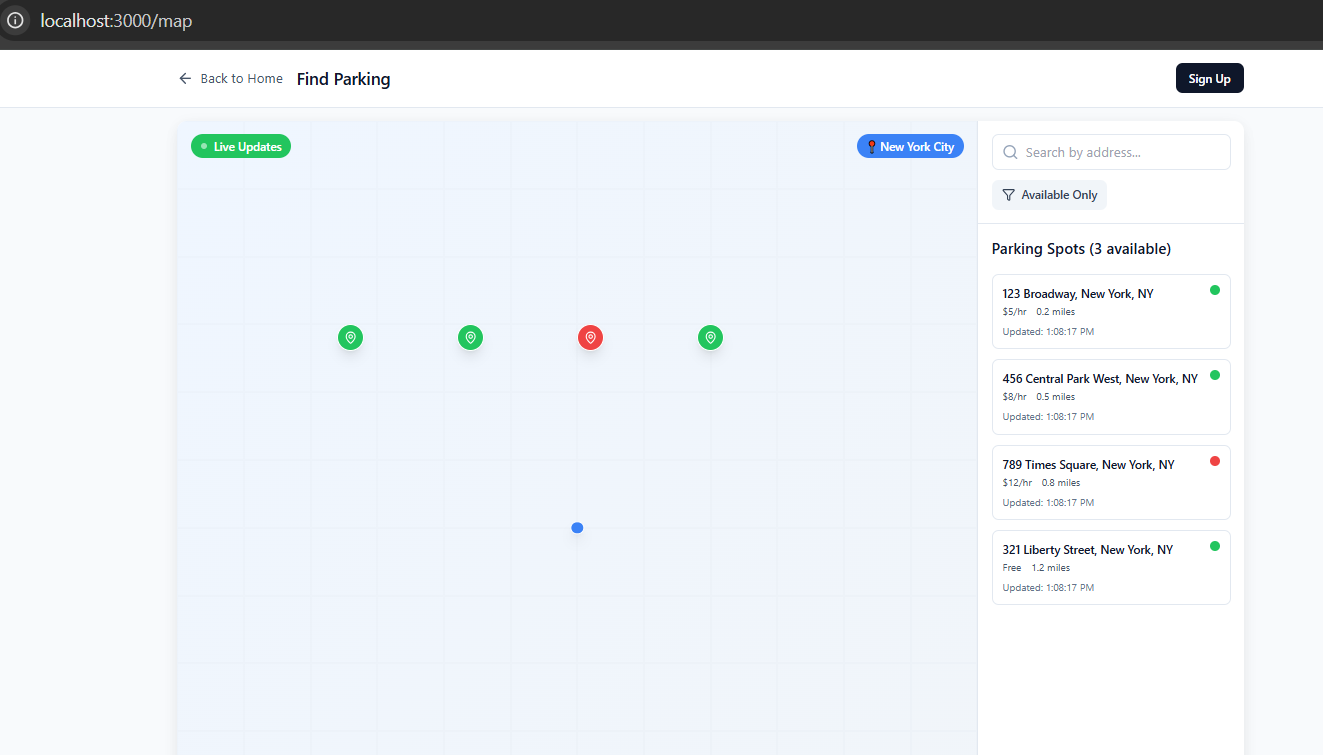 localhost:3000/map
Back to Home Find Parking Sign Up
Live Updates
New York City
Search by address...
Available Only
Parking Spots (3 available)
123 Broadway, New York, NY
$5/hr 0.2 miles
Updated: 1:08:17 PM
456 Central Park West, New York, NY
$8/hr 0.5 miles
Updated: 1:08:17 PM
789 Times Square, New York, NY
$12/hr 0.8 miles
Updated: 1:08:17 PM
321 Liberty Street, New York, NY
Free 1.2 miles
Updated: 1:08:17 PM